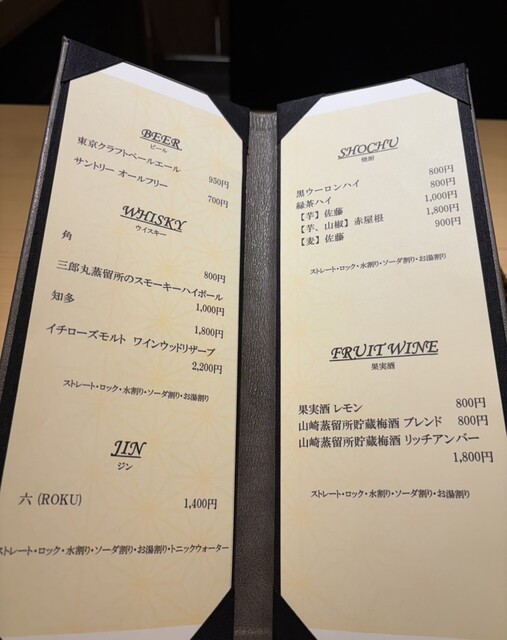 BEER
ビール
東京クラフトペールエール
950円
サントリー オールフリー
700円
WHISKY
ウイスキー
角
800円
三郎丸蒸留所のスモーキーハイボール
1,000円
知多
1,800円
イチローズモルト ワインウッドリザーブ
2,200円
ストレート・ロック・水割り・ソーダ割り・お湯割り
JIN
ジン
六 (ROKU) 1,400円
ストレート・ロック・水割り・ソーダ割り・お湯割り・トニックウォーター
SHOCHU
焼酎
黒ウーロンハイ 800円
緑茶ハイ 800円
【芋】佐藤 1,000円
【芋、山椒】赤屋根 1,800円
【麦】佐藤 900円
ストレート・ロック・水割り・ソーダ割り・お湯割り
FRUIT WINE
果実酒
果実酒 レモン 800円
山崎蒸留所貯蔵梅酒 ブレンド 800円
山崎蒸留所貯蔵梅酒 リッチアンバー
1,800円
ストレート・ロック・水割り・ソーダ割り・お湯割り